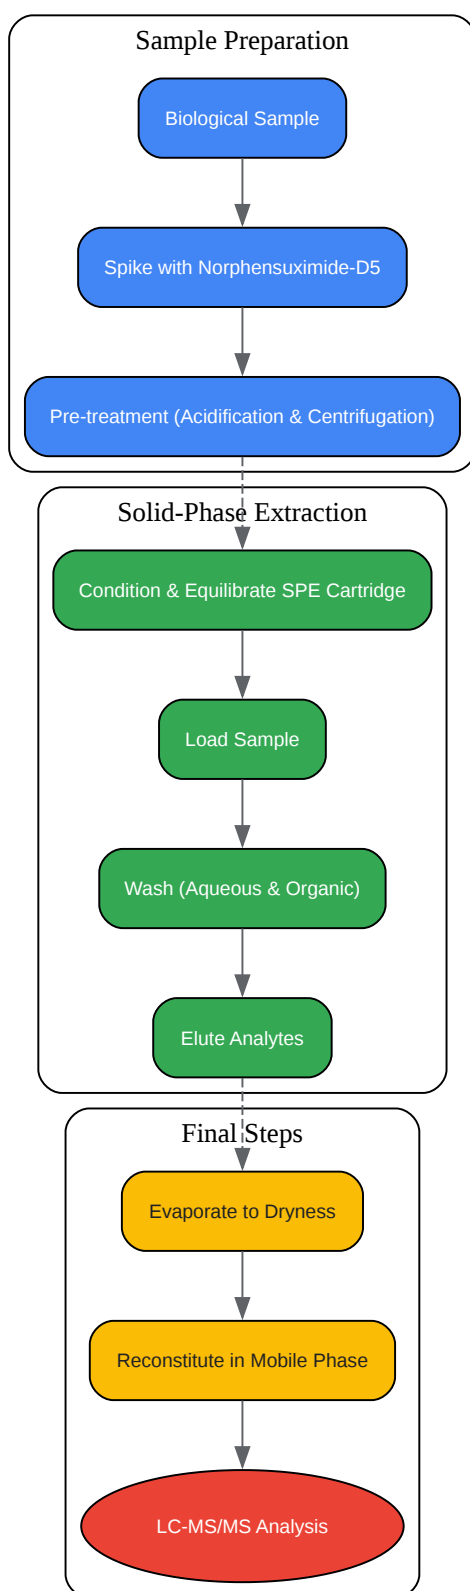 Sample Preparation
Biological Sample
Spike with Norphensuximide-D5
Pre-treatment (Acidification & Centrifugation)
Solid-Phase Extraction
Condition & Equilibrate SPE Cartridge
Load Sample
Wash (Aqueous & Organic)
Elute Analytes
Final Steps
Evaporate to Dryness
Reconstitute in Mobile Phase
LC-MS/MS Analysis